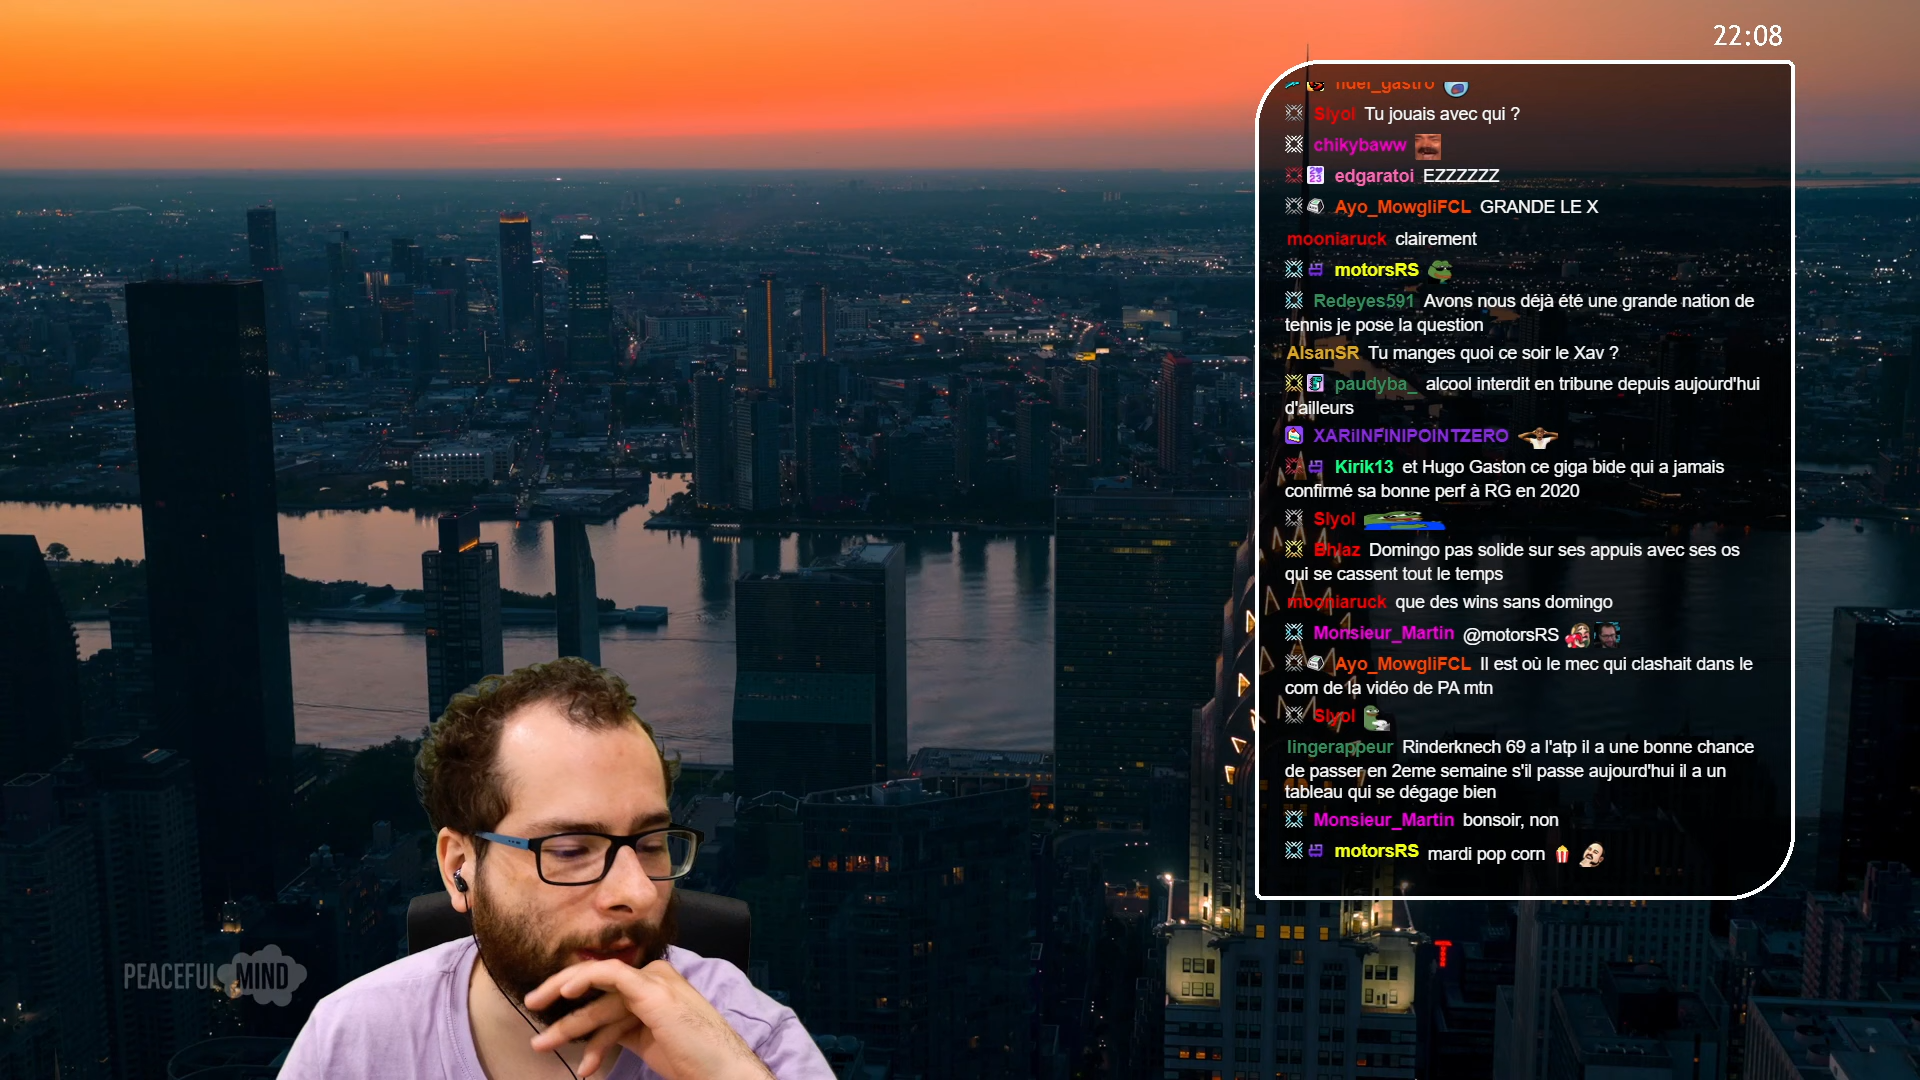 22:08
Slyol Tu jouais avec qui ?
chikybaww
edgaratoi EZZZZZZ
Ayo_MowgliFCL GRANDE LE X
mooniaruck clairement
motorsRS
Redeyes591 Avons nous déjà été une grande nation de
tennis je pose la question
AlsanSR Tu manges quoi ce soir le Xav ?
paudyba_ alcool interdit en tribune depuis aujourd'hui
d'ailleurs
XARiiNFINIPOINTZERO
Kirik13 et Hugo Gaston ce giga bide qui a jamais
confirmé sa bonne perf à RG en 2020
Slyol
Bhlaz Domingo pas solide sur ses appuis avec ses os
qui se cassent tout le temps
mooniaruck que des wins sans domingo
Monsieur_Martin @motorsRS
Ayo_MowgliFCL Il est où le mec qui clashait dans le
com de la vidéo de PA mtn
Slyol
lingerappeur Rinderknech 69 a l'atp il a une bonne chance
de passer en 2eme semaine s'il passe aujourd'hui il a un
tableau qui se dégage bien
Monsieur_Martin bonsoir, non
motorsRS mardi pop corn
PEACEFUL MIND